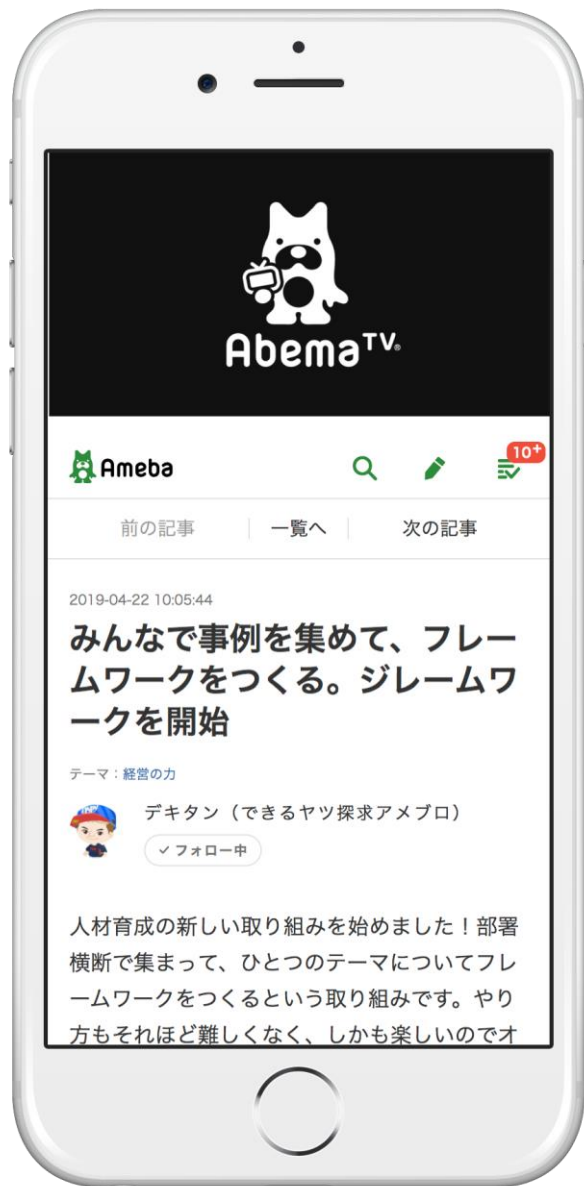 AbemaTV®
Ameba
10+
前の記事
一覧へ
次の記事
2019-04-22 10:05:44
みんなで事例を集めて、フレー
ムワークをつくる。ジレームワ
ークを開始
テーマ：経営の力
デキタン（できるヤツ探求アメブロ）
✓フォロー中
人材育成の新しい取り組みを始めました！部署
横断で集まって、ひとつのテーマについてフレ
ームワークをつくるという取り組みです。やり
方もそれほど難しくなく、しかも楽しいのでオ